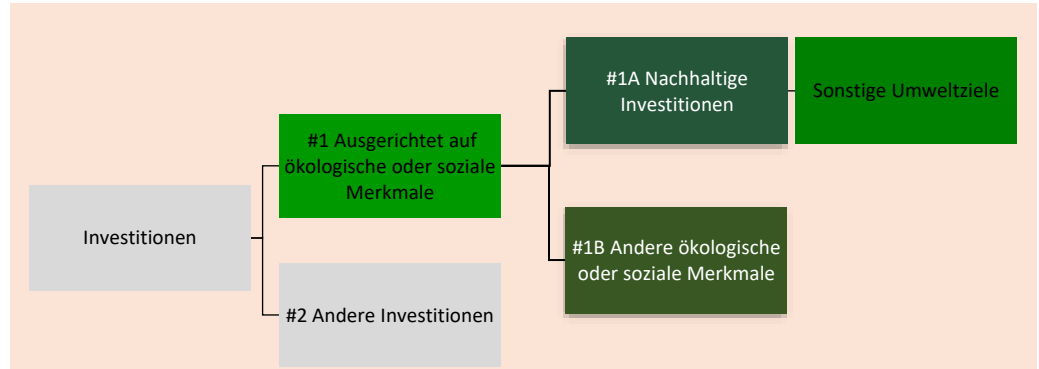 Investitionen
#1 Ausgerichtet auf
ökologische oder soziale
Merkmale
#2 Andere Investitionen
#1A Nachhaltige
Investitionen
Sonstige Umweltziele
#1B Andere ökologische
oder soziale Merkmale